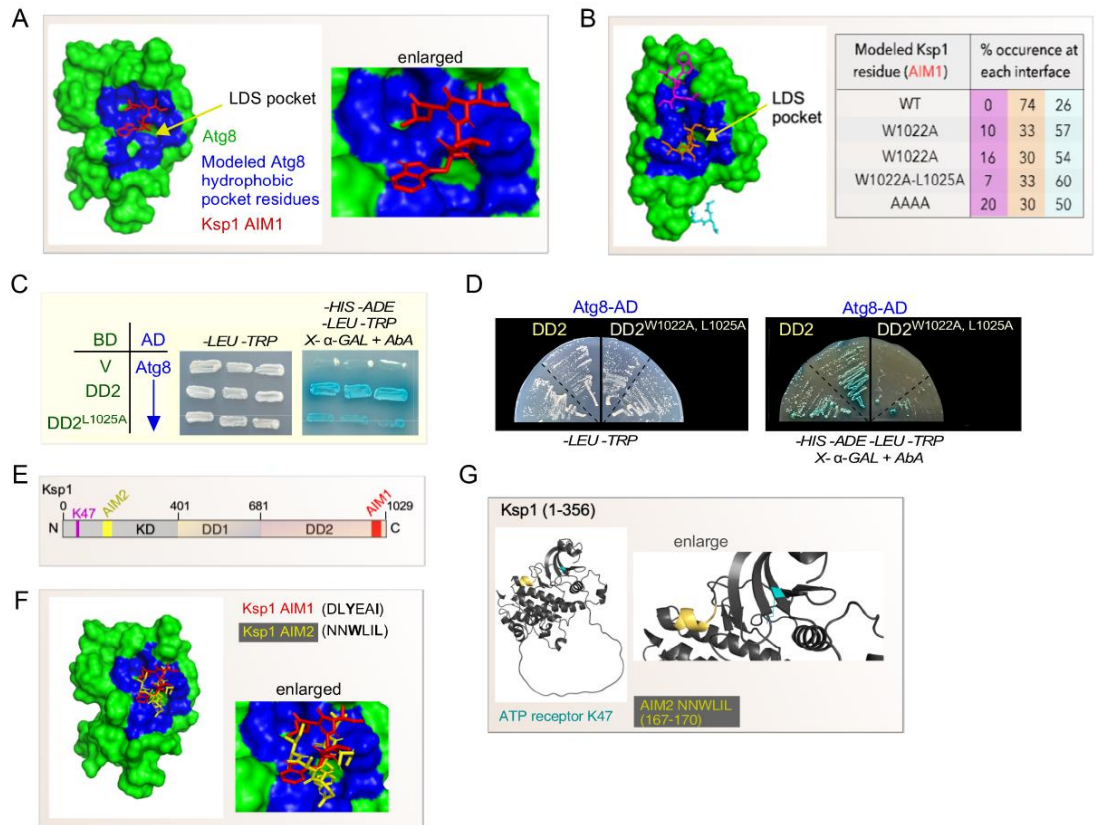 A
enlarged
LDS pocket
Atg8
Modeled Atg8
hydrophobic
pocket residues
Ksp1 AIM1
B
LDS
pocket
Modeled Ksp1 residue (AIM1) % occurence at each interface
WT 0 74 26
W1022A 10 33 57
W1022A 16 30 54
W1022A-L1025A 7 33 60
AAAA 20 30 50
C
BD AD
V Atg8
DD2
DD2L1025A
-LEU -TRP
-HIS -ADE
-LEU -TRP
X- α-GAL + AbA
D
Atg8-AD
DD2 DD2W1022A, L1025A
-LEU -TRP
Atg8-AD
DD2 DD2W1022A, L1025A
-HIS -ADE -LEU -TRP
X- α-GAL + AbA
E
Ksp1
0 K47 AIM2 401 681 AIM1 1029
N KD DD1 DD2 C
F
Ksp1 AIM1 (DLYEAI)
Ksp1 AIM2 (NNWLIL)
enlarged
G
Ksp1 (1-356)
enlarge
ATP receptor K47
AIM2 NNWLIL
(167-170)